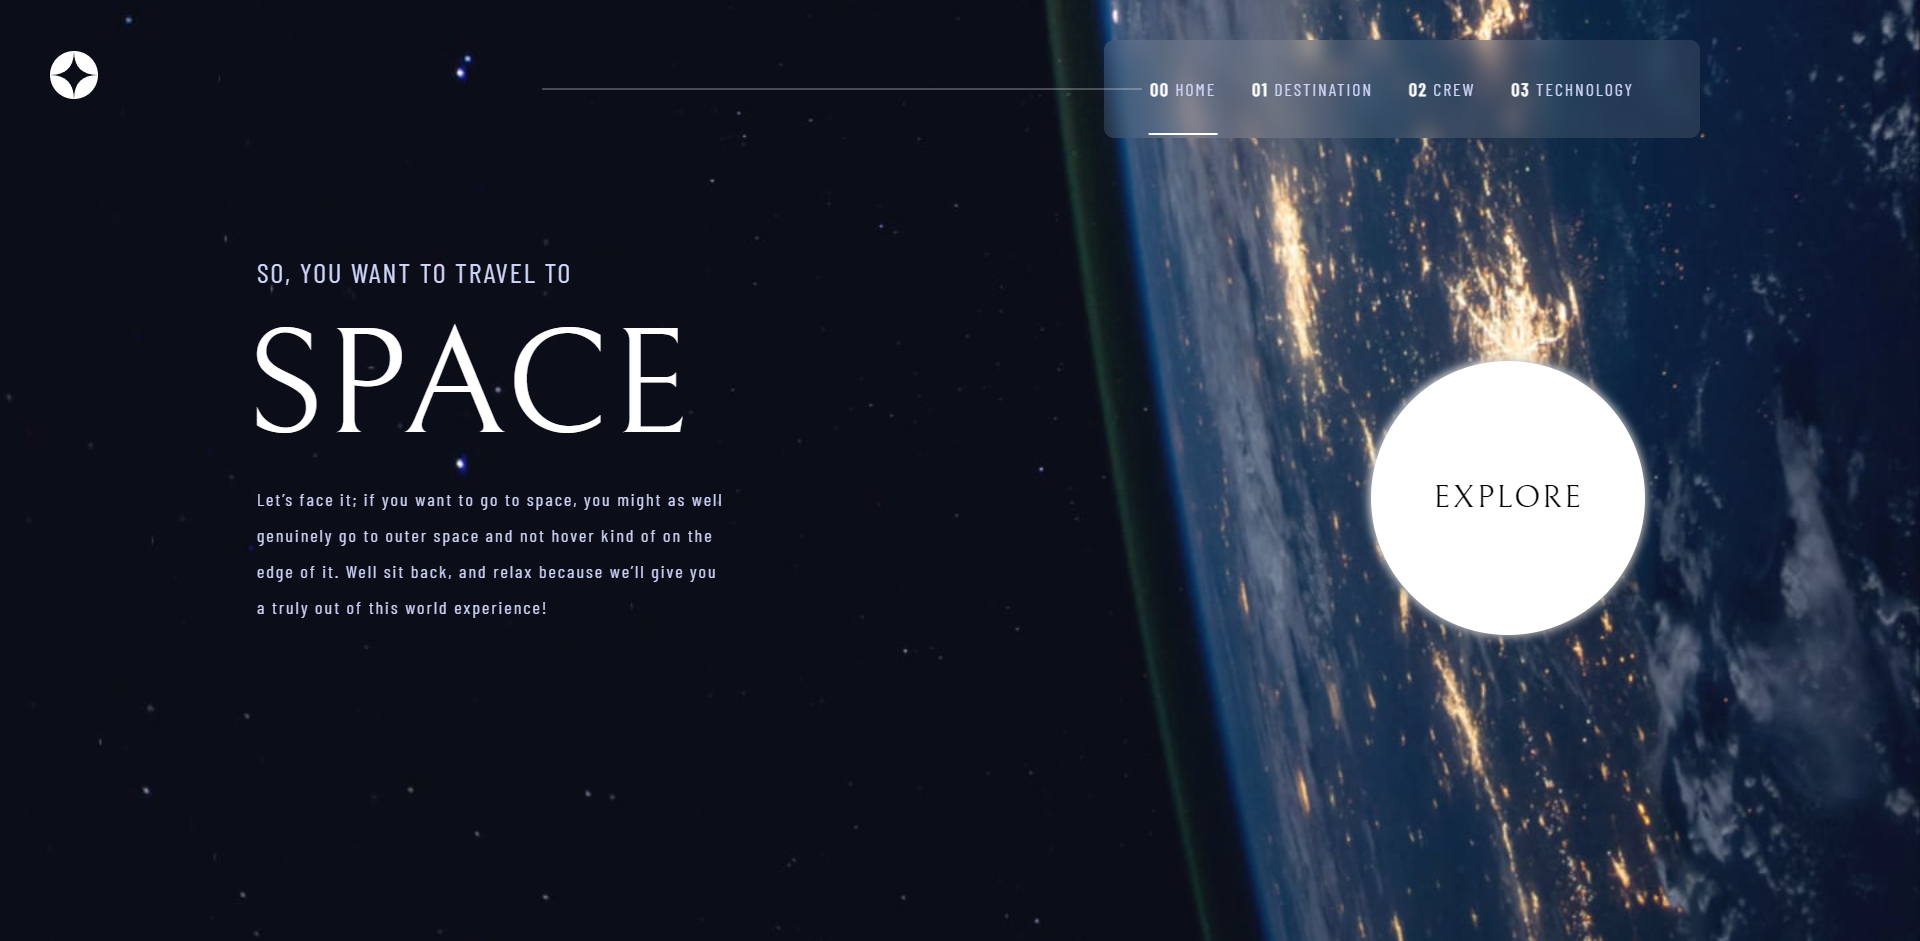 00 HOME 01 DESTINATION 02 CREW 03 TECHNOLOGY
SO, YOU WANT TO TRAVEL TO
SPACE
Let’s face it; if you want to go to space, you might as well
genuinely go to outer space and not hover kind of on the
edge of it. Well sit back, and relax because we’ll give you
a truly out of this world experience!
EXPLORE